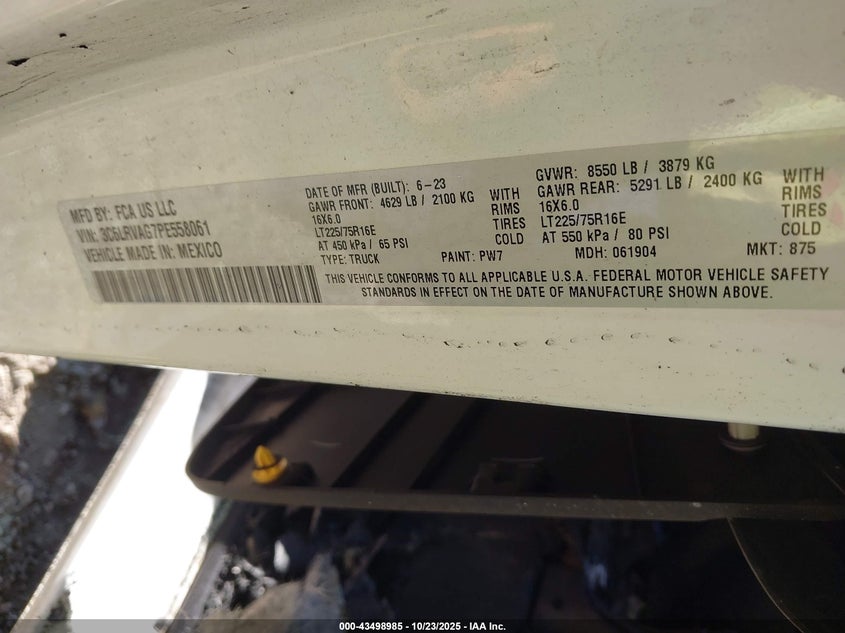 MFD BY: FCA US LLC
VIN: 3C6LRVAG7PE558061
VEHICLE MADE IN: MEXICO
DATE OF MFR (BUILT): 6-23
GAWR FRONT: 4629 LB / 2100 KG WITH
16X6.0 RIMS
LT225/75R16E TIRES
AT 450 kPa / 65 PSI COLD
TYPE: TRUCK PAINT: PW7
GVWR: 8550 LB / 3879 KG
GAWR REAR: 5291 LB / 2400 KG WITH
16X6.0 RIMS
LT225/75R16E TIRES
AT 550 kPa / 80 PSI COLD
MDH: 061904 MKT: 875
THIS VEHICLE CONFORMS TO ALL APPLICABLE U.S.A. FEDERAL MOTOR VEHICLE SAFETY
STANDARDS IN EFFECT ON THE DATE OF MANUFACTURE SHOWN ABOVE.
000-43498985 - 10/23/2025 - IAA Inc.